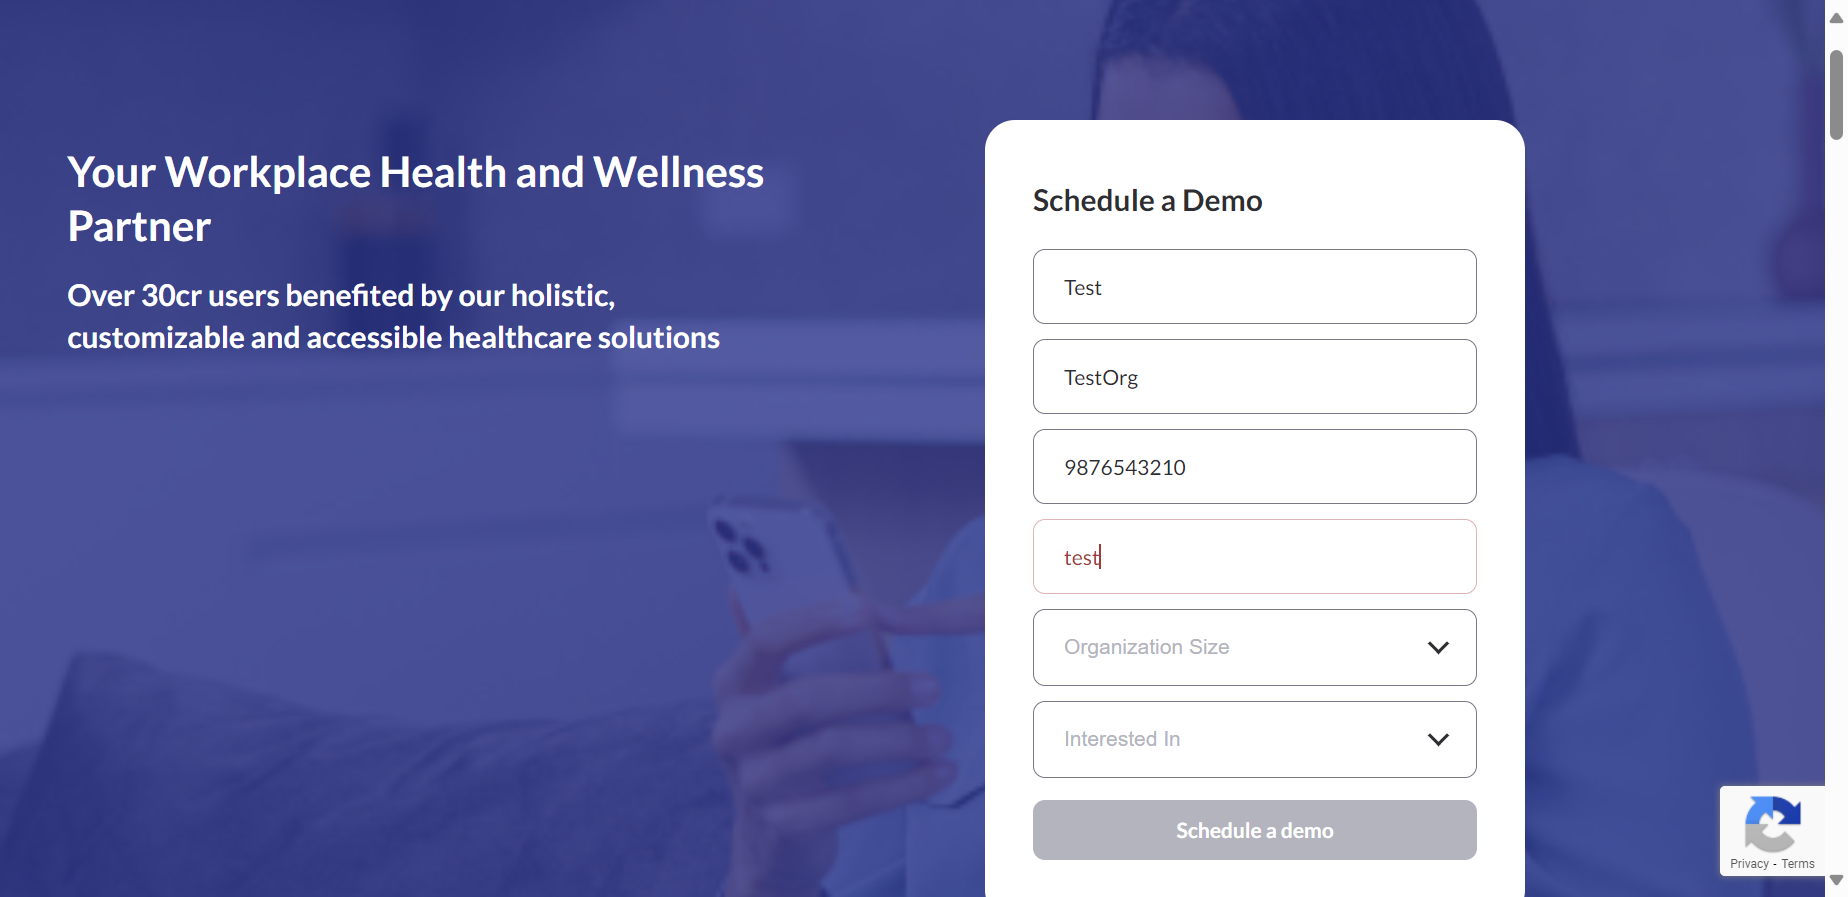 Your Workplace Health and Wellness
Partner
Over 30cr users benefited by our holistic,
customizable and accessible healthcare solutions
Schedule a Demo
Test
TestOrg
9876543210
test
Organization Size
Interested In
Schedule a demo
Privacy - Terms